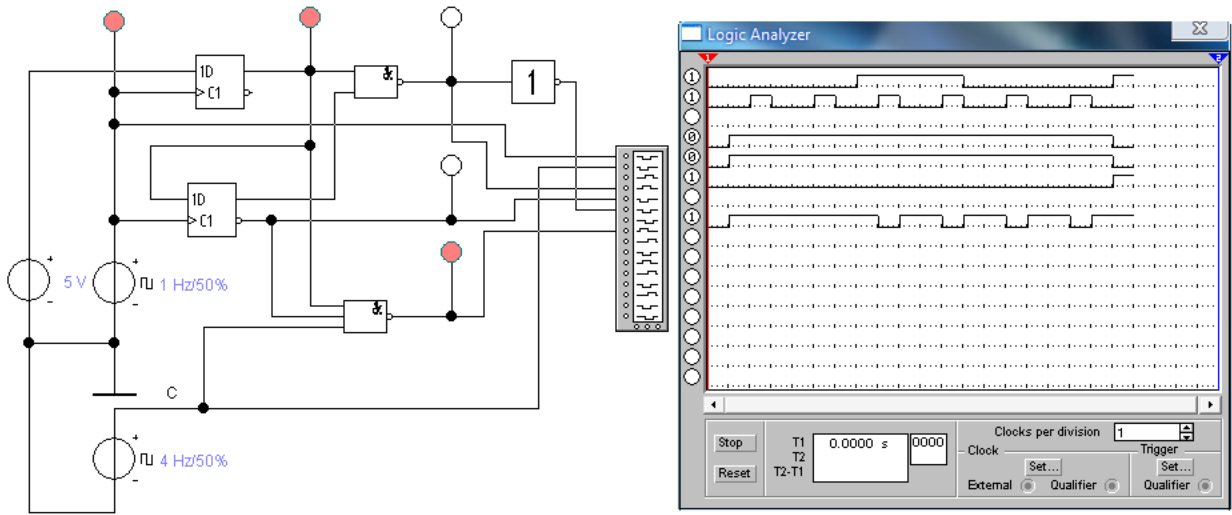 1D
C1
&
1
1D
C1
5 V
1 Hz/50%
&
C
4 Hz/50%
Logic Analyzer
X
1
2
1
1
0
0
1
1
Stop
Reset
T1
T2
T2-T1
0.0000 s
0000
Clocks per division
1
Clock
Set...
External
Qualifier
Trigger
Set...
Qualifier